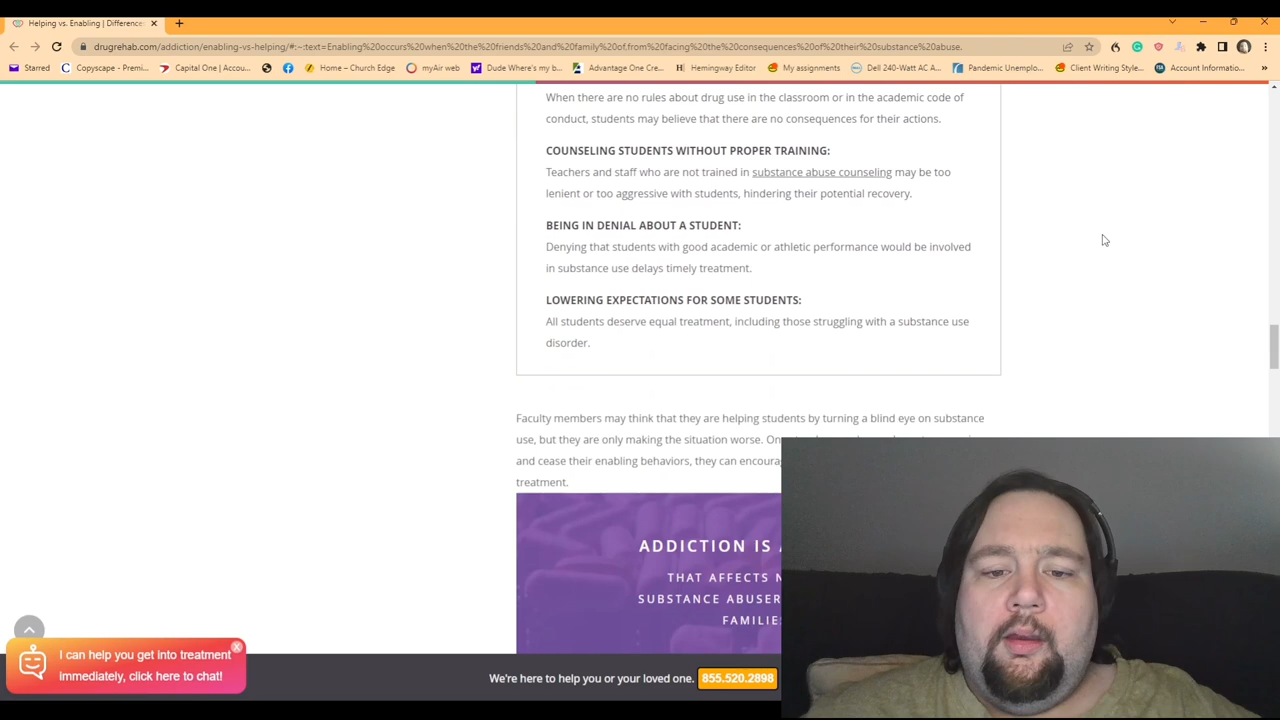 Helping vs. Enabling | Difference
drugrehab.com/addiction/enabling-vs-helping/#:~:text=Enabling%20occurs%20when%20the%20friends%20and%20family%20of,from%20facing%20the%20consequences%20of%20their%20substance%20abuse.
Starred
Copyscape - Premi...
Capital One | Accou...
Home – Church Edge
myAir web
Dude Where's my b...
Advantage One Cre...
Hemingway Editor
My assignments
Dell 240-Watt AC A...
Pandemic Unemplo...
Client Writing Style...
Account Informatio...
When there are no rules about drug use in the classroom or in the academic code of
conduct, students may believe that there are no consequences for their actions.
COUNSELING STUDENTS WITHOUT PROPER TRAINING:
Teachers and staff who are not trained in substance abuse counseling may be too
lenient or too aggressive with students, hindering their potential recovery.
BEING IN DENIAL ABOUT A STUDENT:
Denying that students with good academic or athletic performance would be involved
in substance use delays timely treatment.
LOWERING EXPECTATIONS FOR SOME STUDENTS:
All students deserve equal treatment, including those struggling with a substance use
disorder.
Faculty members may think that they are helping students by turning a blind eye on substance
use, but they are only making the situation worse.
and cease their enabling behaviors, they can
treatment.
ADDICTION IS
THAT AFFECTS
SUBSTANCE
I can help you get into treatment
immediately, click here to chat!
We're here to help you or your loved one. 855.520.2898